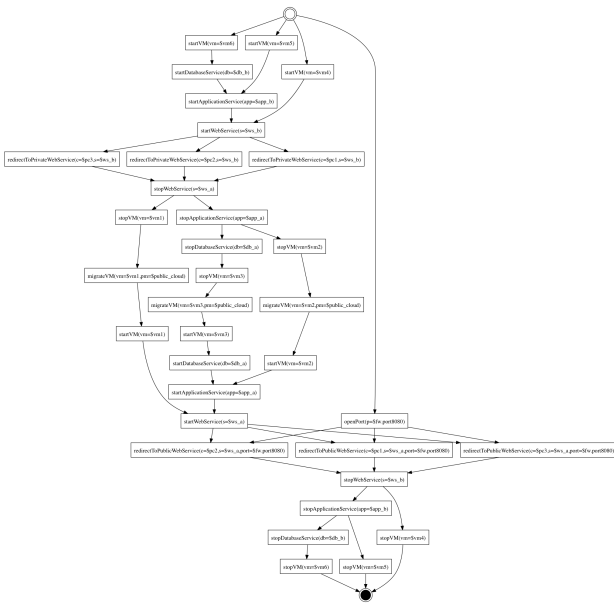 startVM(vm=$vm6)
startVM(vm=$vm5)
startDatabaseService(db=$db_b)
startVM(vm=$vm4)
startApplicationService(app=$app_b)
startWebService(s=$ws_b)
redirectToPrivateWebService(c=$pc3,s=$ws_b)
redirectToPrivateWebService(c=$pc2,s=$ws_b)
redirectToPrivateWebService(c=$pc1,s=$ws_b)
stopWebService(s=$ws_a)
stopVM(vm=$vm1)
stopApplicationService(app=$app_a)
stopDatabaseService(db=$db_a)
stopVM(vm=$vm2)
migrateVM(vm=$vm1,pm=$public_cloud)
stopVM(vm=$vm3)
migrateVM(vm=$vm3,pm=$public_cloud)
migrateVM(vm=$vm2,pm=$public_cloud)
startVM(vm=$vm1)
startVM(vm=$vm3)
startDatabaseService(db=$db_a)
startVM(vm=$vm2)
startApplicationService(app=$app_a)
startWebService(s=$ws_a)
openPort(p=$fw.port8080)
redirectToPublicWebService(c=$pc2,s=$ws_a,port=$fw.port8080)
redirectToPublicWebService(c=$pc1,s=$ws_a,port=$fw.port8080)
redirectToPublicWebService(c=$pc3,s=$ws_a,port=$fw.port8080)
stopWebService(s=$ws_b)
stopApplicationService(app=$app_b)
stopDatabaseService(db=$db_b)
stopVM(vm=$vm4)
stopVM(vm=$vm6)
stopVM(vm=$vm5)